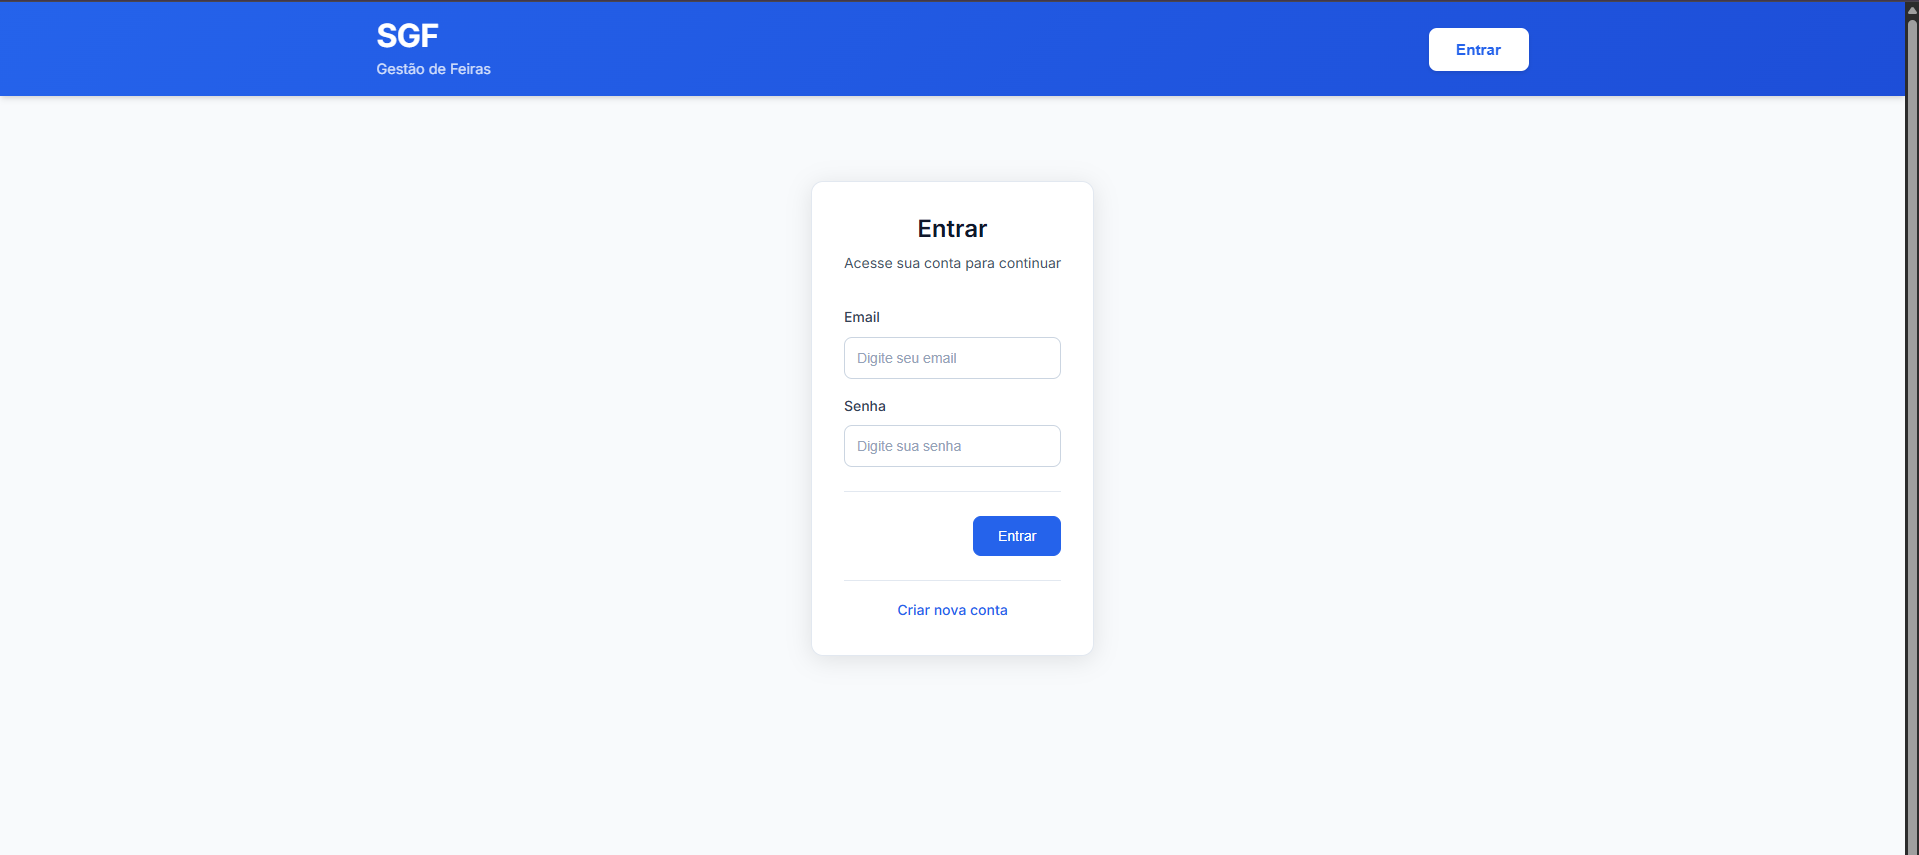 SGF
Gestão de Feiras
Entrar
Entrar
Acesse sua conta para continuar
Email
Digite seu email
Senha
Digite sua senha
Entrar
Criar nova conta